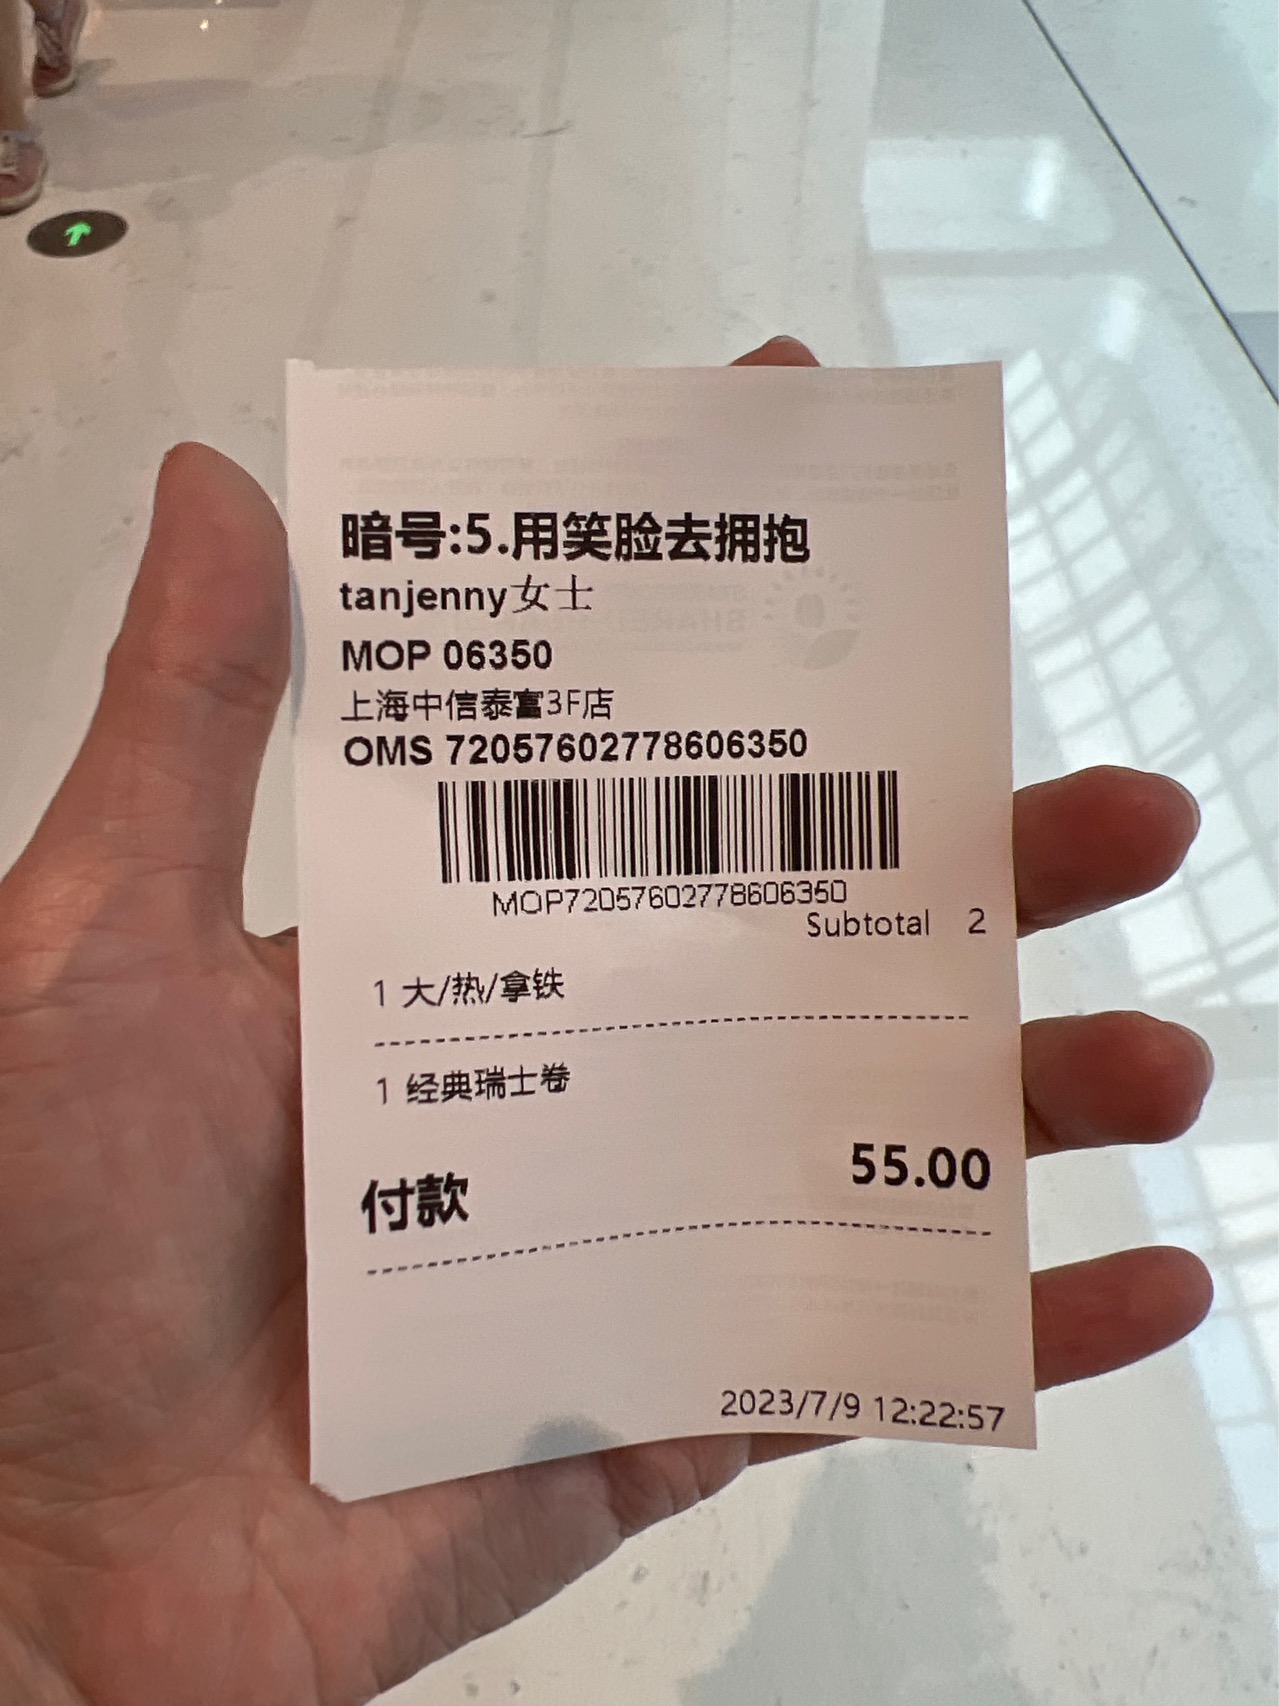 暗号:5.用笑脸去拥抱
tanjenny女士
MOP 06350
上海中信泰富3F店
OMS 72057602778606350
MOP72057602778606350
Subtotal 2
1 大/热/拿铁
1 经典瑞士卷
付款 55.00
2023/7/9 12:22:57